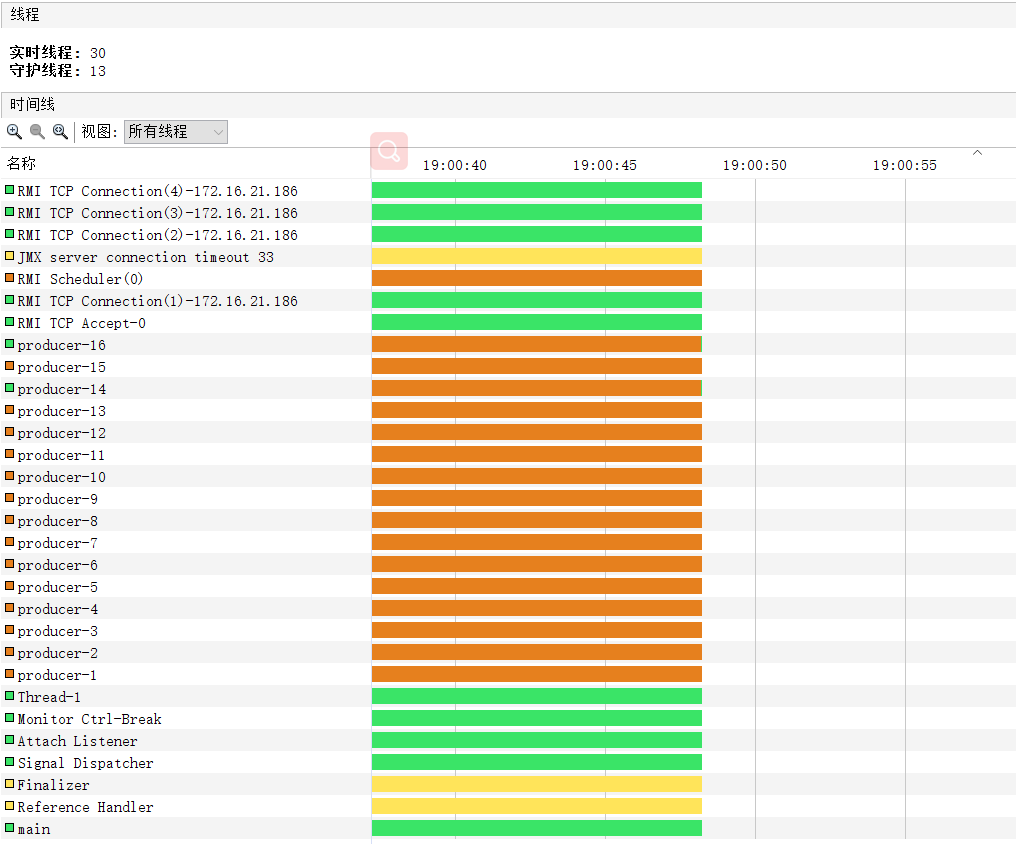 线程
实时线程: 30
守护线程: 13
时间线
视图: 所有线程
名称 19:00:40 19:00:45 19:00:50 19:00:55
RMI TCP Connection(4)-172.16.21.186
RMI TCP Connection(3)-172.16.21.186
RMI TCP Connection(2)-172.16.21.186
JMX server connection timeout 33
RMI Scheduler(0)
RMI TCP Connection(1)-172.16.21.186
RMI TCP Accept-0
producer-16
producer-15
producer-14
producer-13
producer-12
producer-11
producer-10
producer-9
producer-8
producer-7
producer-6
producer-5
producer-4
producer-3
producer-2
producer-1
Thread-1
Monitor Ctrl-Break
Attach Listener
Signal Dispatcher
Finalizer
Reference Handler
main